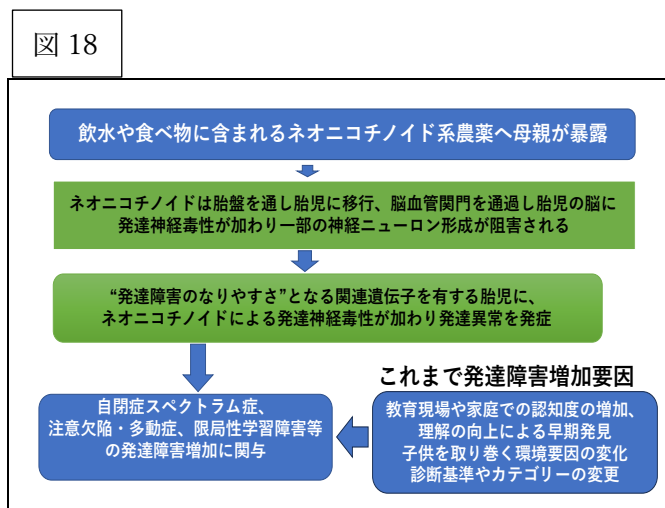 図 18
飲水や食べ物に含まれるネオニコチノイド系農薬へ母親が暴露
ネオニコチノイドは胎盤を通し胎児に移行、脳血管関門を通過し胎児の脳に
発達神経毒性が加わり一部の神経ニューロン形成が阻害される
“発達障害のなりやすさ”となる関連遺伝子を有する胎児に、
ネオニコチノイドによる発達神経毒性が加わり発達異常を発症
自閉症スペクトラム症、
注意欠陥・多動症、限局性学習障害等
の発達障害増加に関与
これまで発達障害増加要因
教育現場や家庭での認知度の増加、
理解の向上による早期発見
子供を取り巻く環境要因の変化
診断基準やカテゴリーの変更